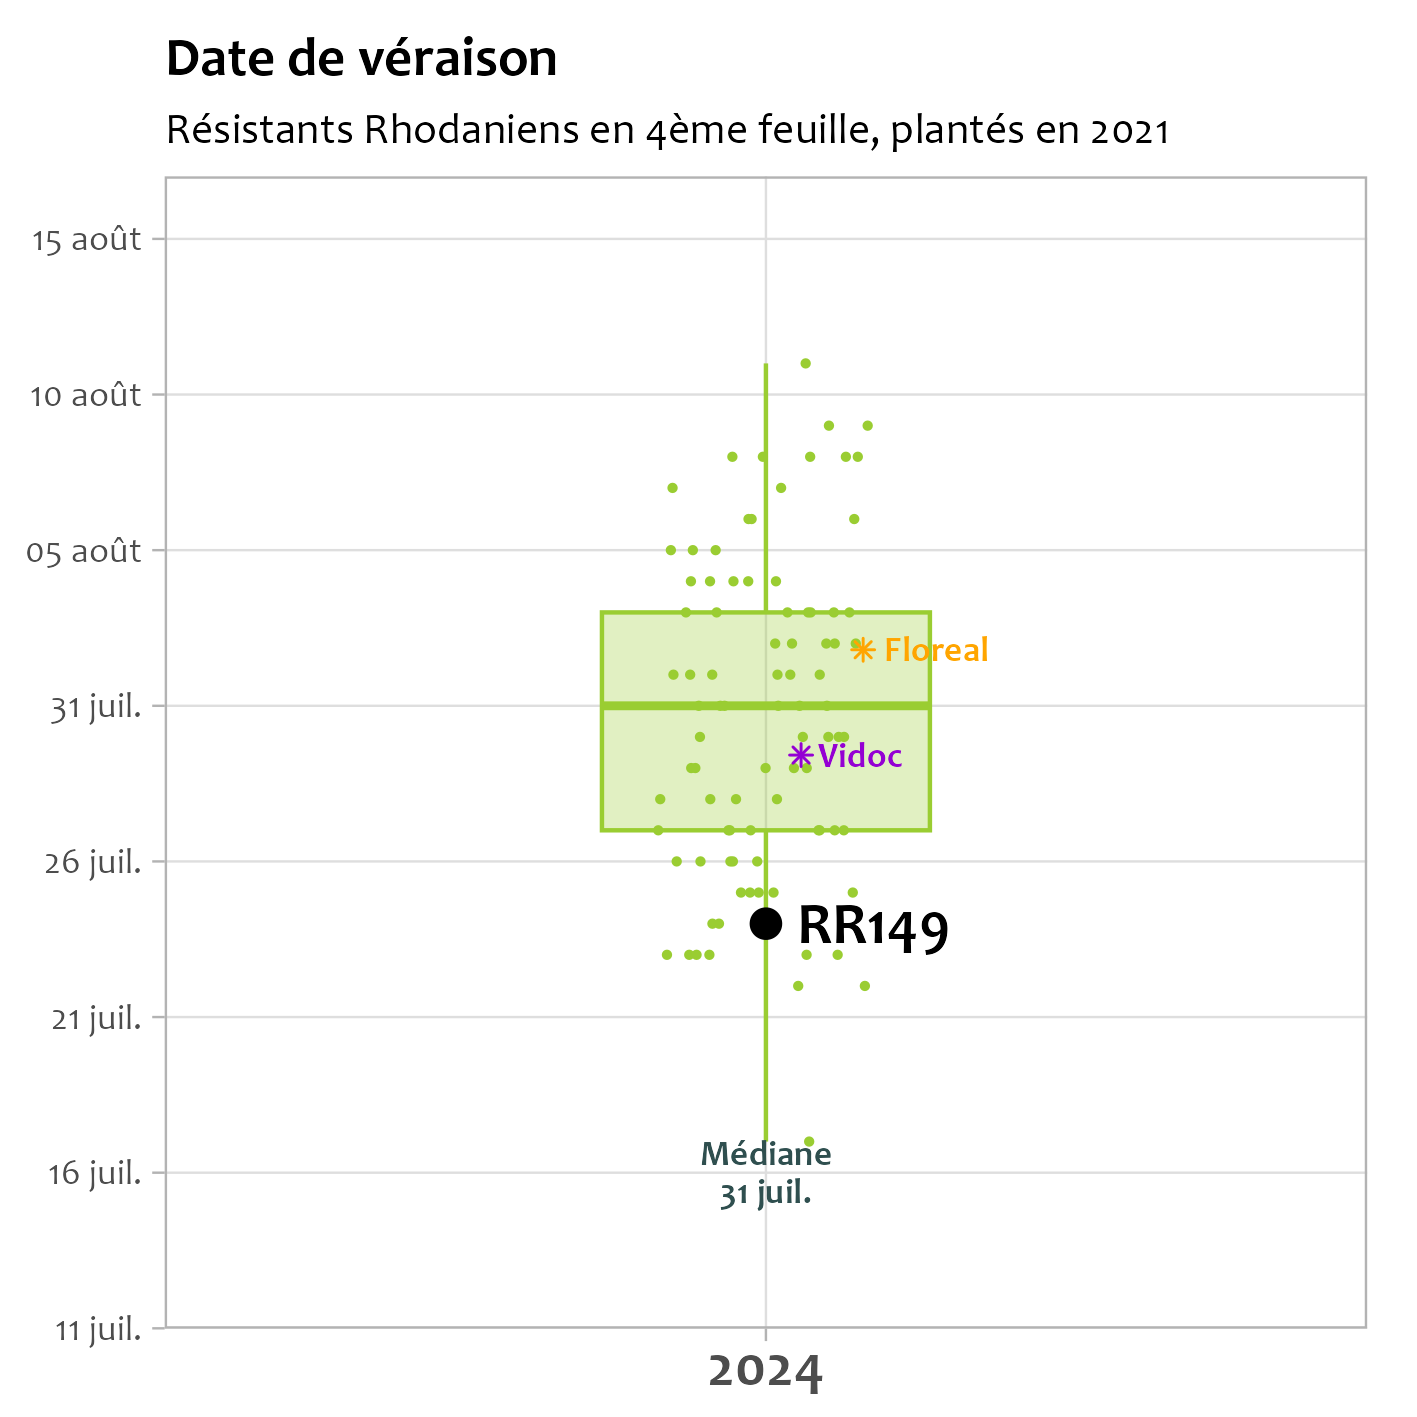 Date de véraison
Résistants Rhodaniens en 4ème feuille, plantés en 2021
15 août
10 août
05 août
31 juil.
26 juil.
21 juil.
16 juil.
11 juil.
Floreal
Vidoc
RR149
Médiane
31 juil.
2024